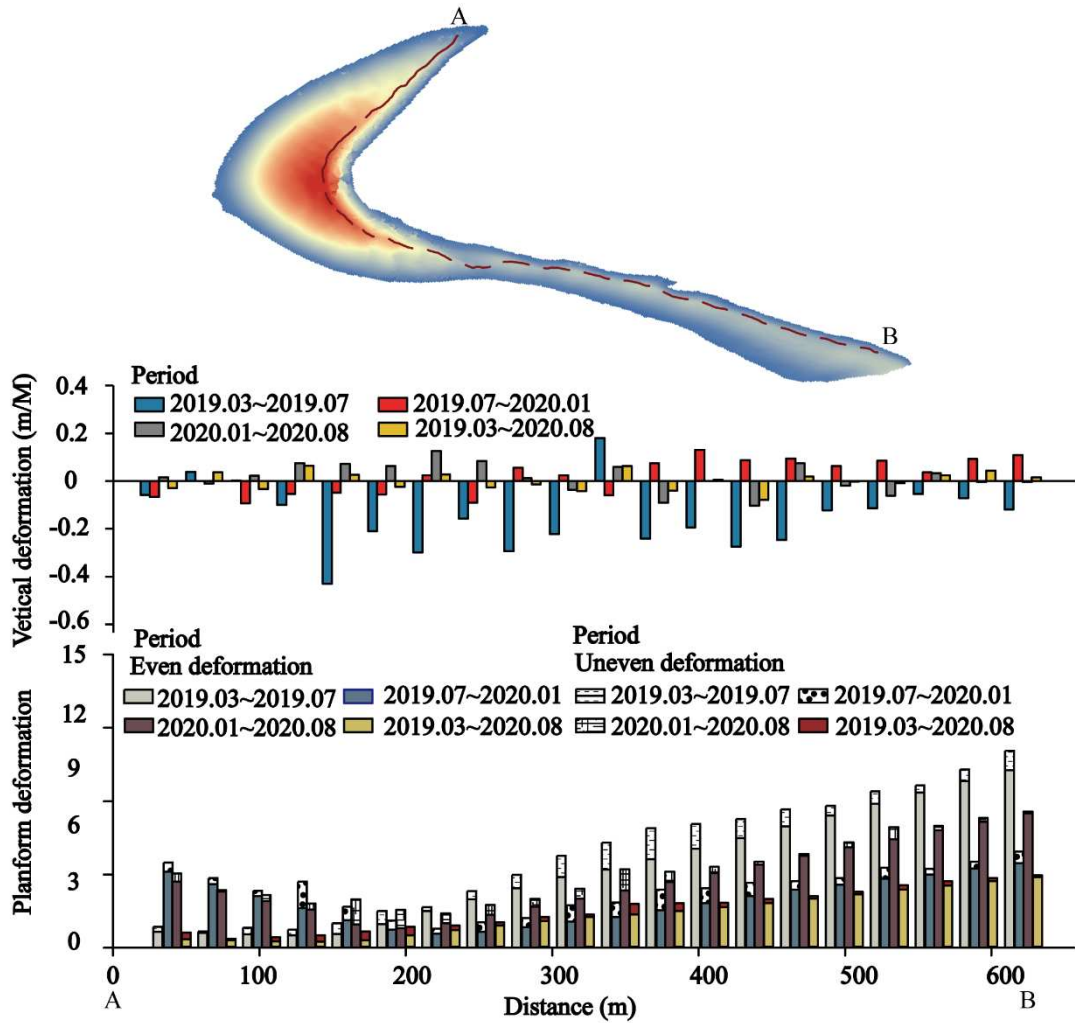 A
B
Vetical deformation (m/M)
0.4
0.2
0
-0.2
-0.4
-0.6
Period
2019.03~2019.07
2019.07~2020.01
2020.01~2020.08
2019.03~2020.08
Planform deformation
15
12
9
6
3
0
Period
Even deformation
2019.03~2019.07
2019.07~2020.01
2020.01~2020.08
2019.03~2020.08
Period
Uneven deformation
2019.03~2019.07
2019.07~2020.01
2020.01~2020.08
2019.03~2020.08
0 100 200 300 400 500 600
A Distance (m) B